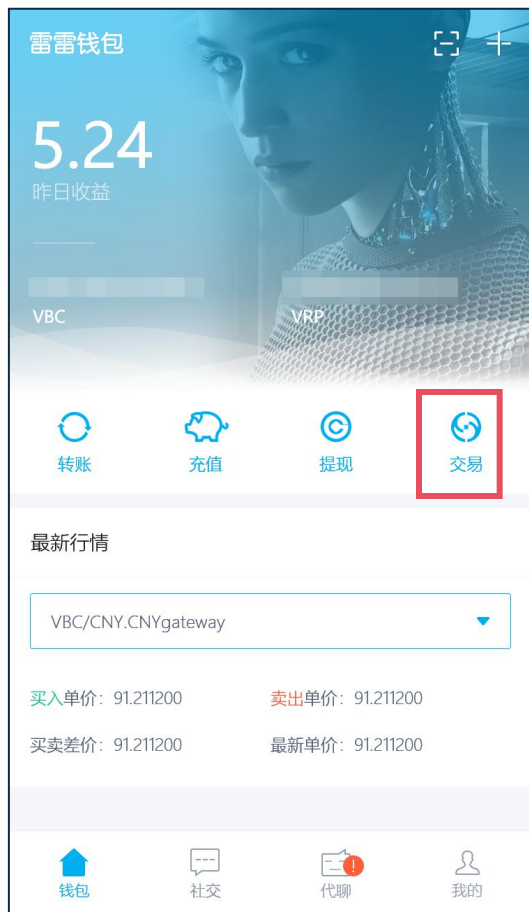 雷雷钱包
5.24
昨日收益
VBC VRP
转账 充值 提现 交易
最新行情
VBC/CNY.CNYgateway
买入单价：91.211200 卖出单价：91.211200
买卖差价：91.211200 最新单价：91.211200
钱包 社交 代聊 我的